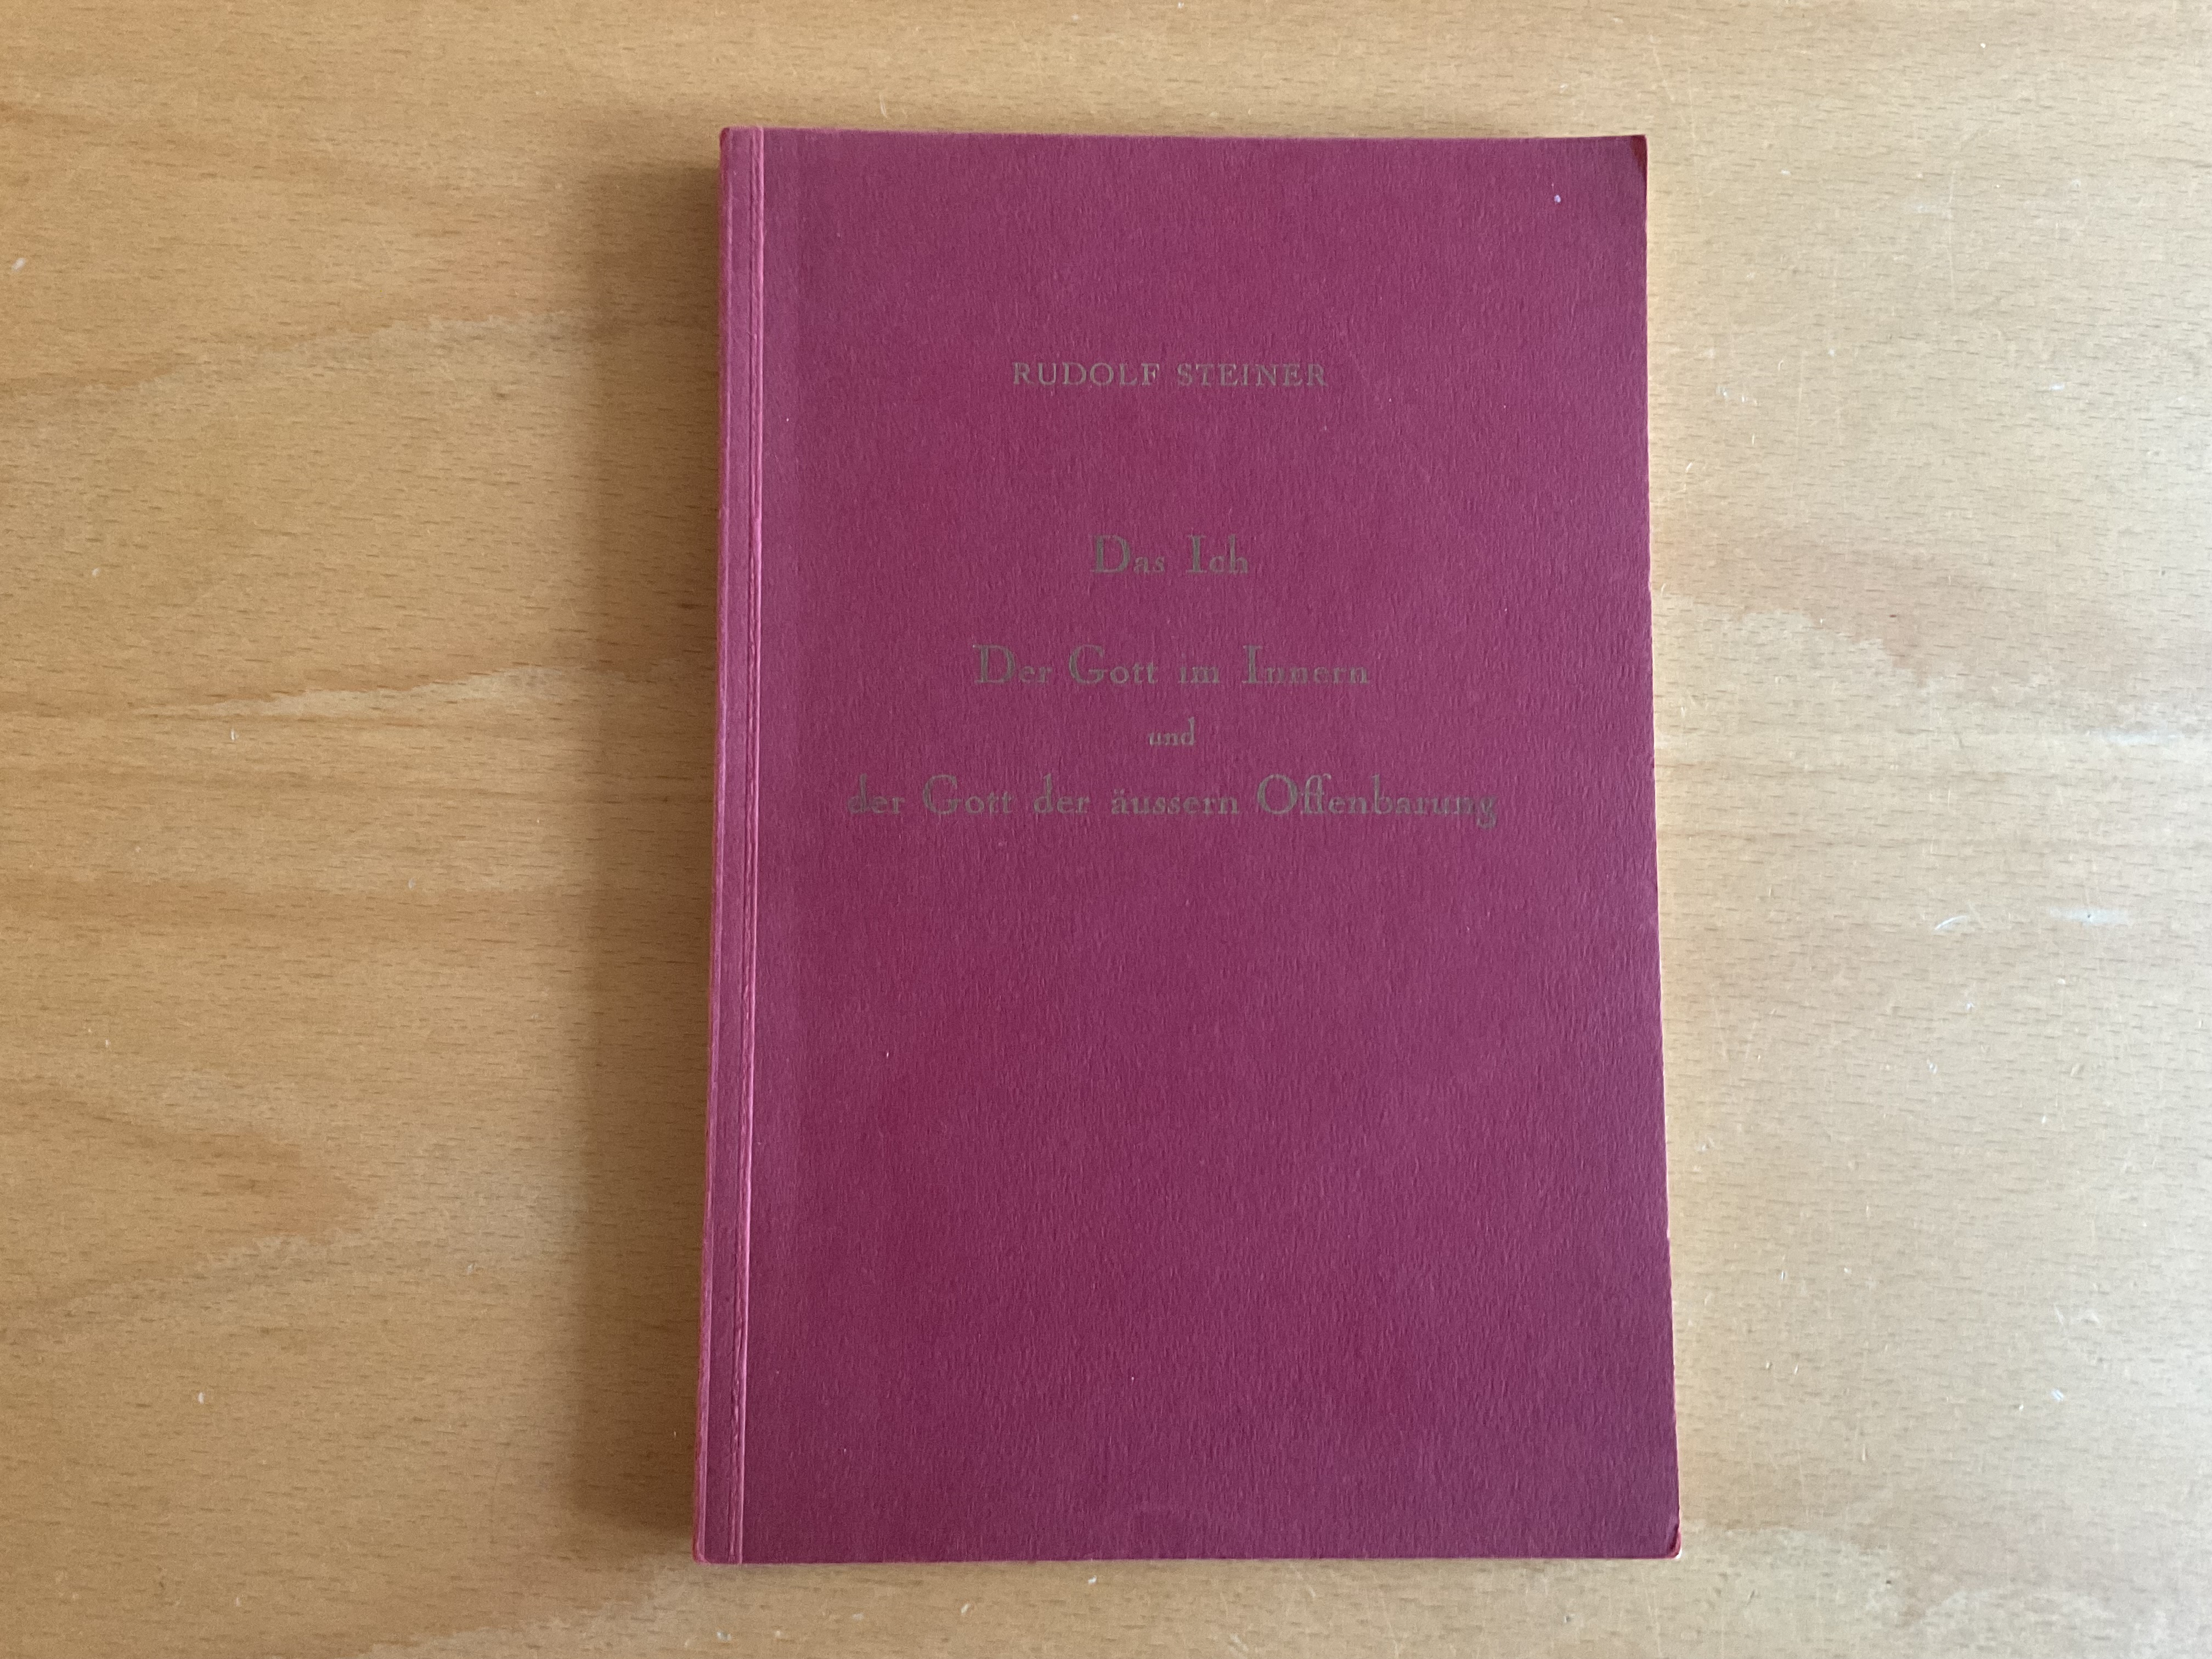 RUDOLF STEINER
Das Ich
Der Gott im Innern
und
der Gott der äussern Offenbarung